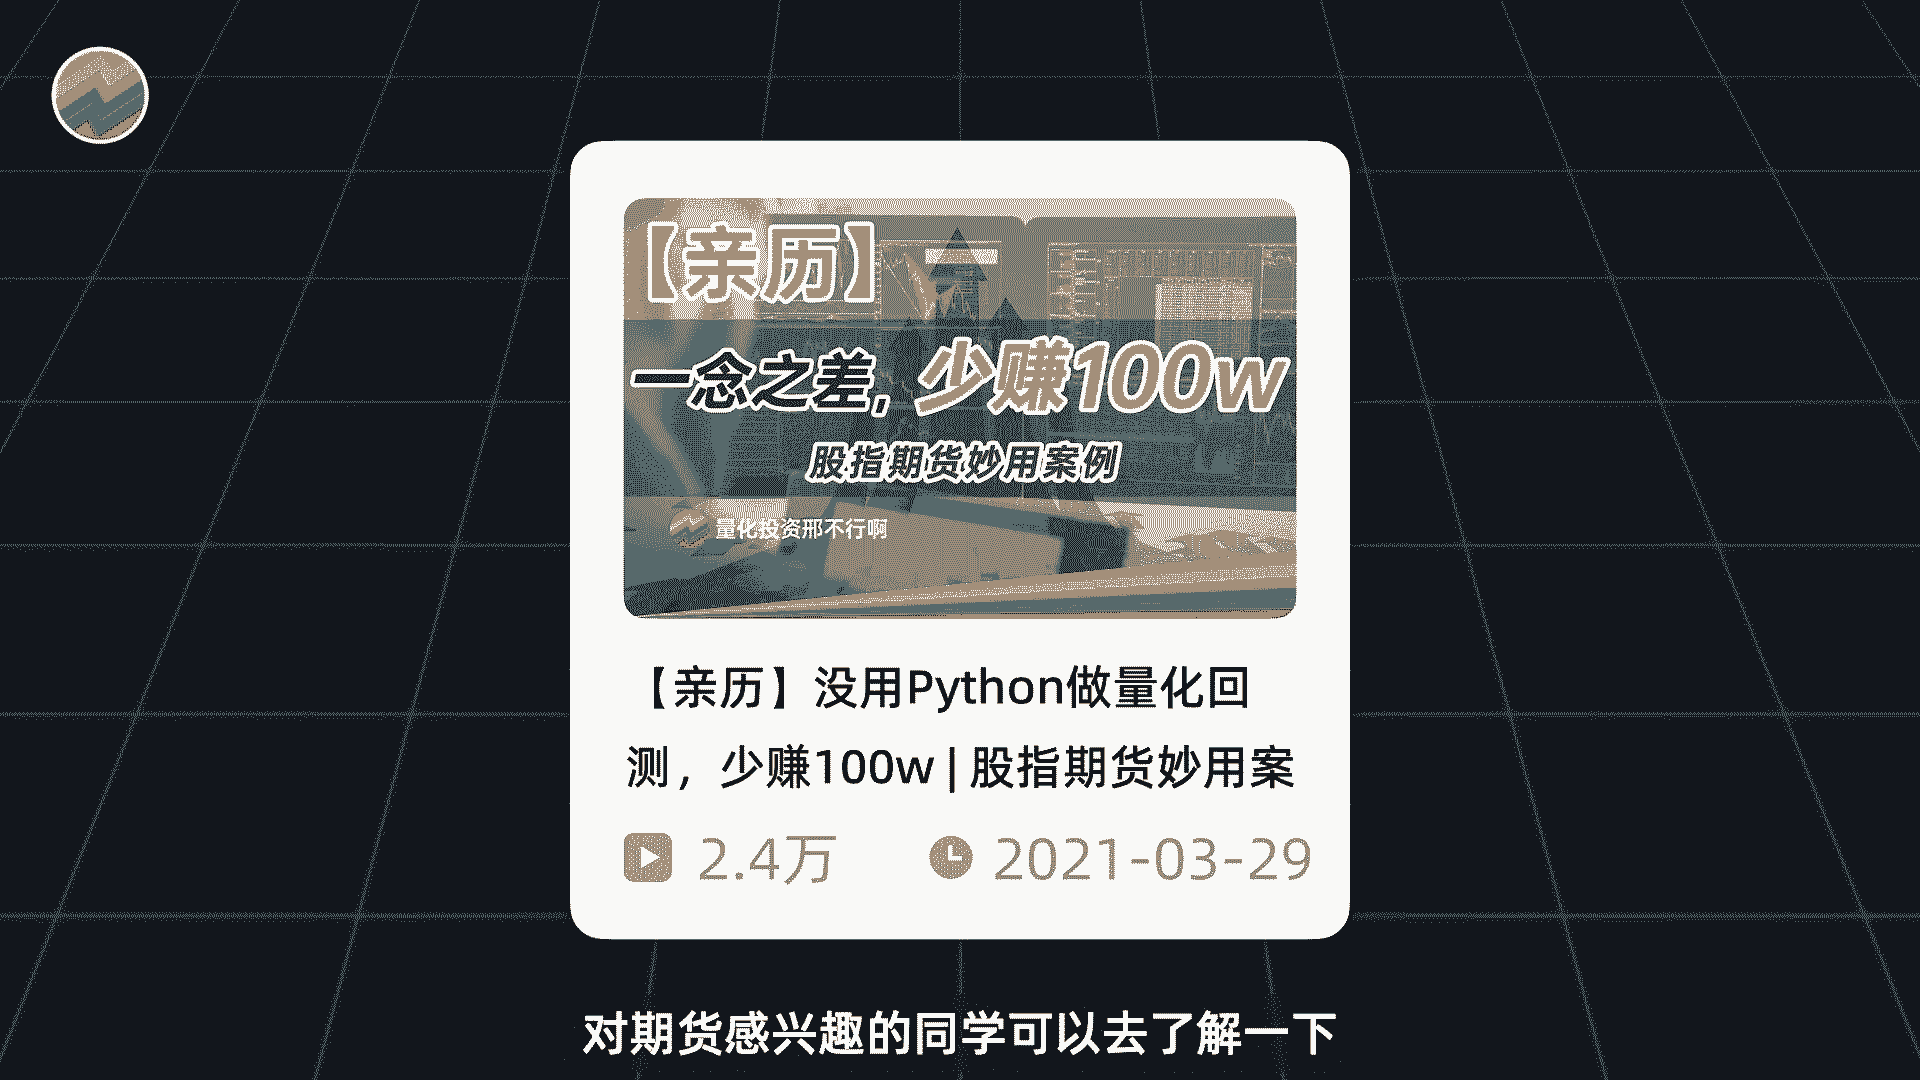 【亲历】
一念之差，少赚100w
股指期货妙用案例
量化投资邢不行啊
【亲历】没用Python做量化回
测，少赚100w|股指期货妙用案
2.4万
2021-03-29
对期货感兴趣的同学可以去了解一下